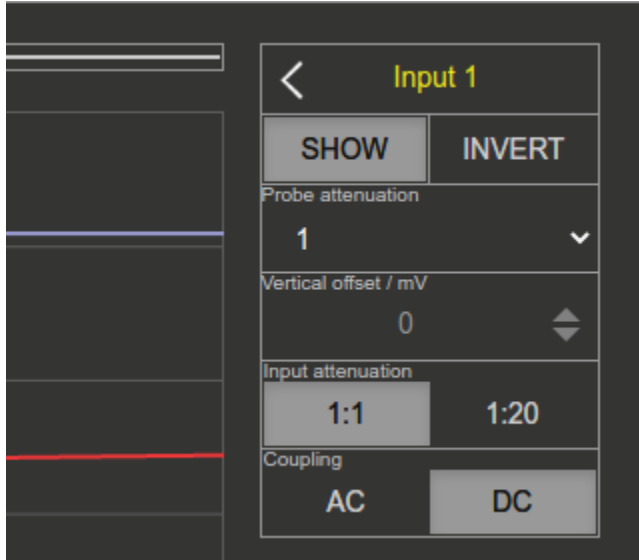 Input 1
SHOW INVERT
Probe attenuation
1
Vertical offset / mV
0
Input attenuation
1:1 1:20
Coupling
AC DC